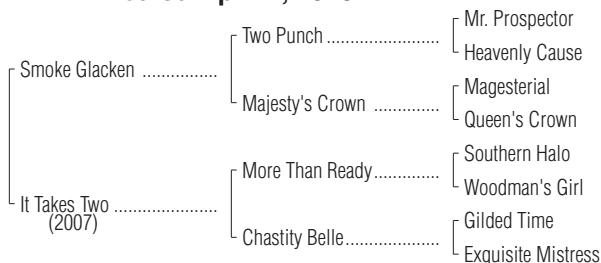 Mr. Prospector
Two Punch
Heavenly Cause
Smoke Glacken
Magesterial
Majesty's Crown
Queen's Crown
Southern Halo
More Than Ready
Woodman's Girl
It Takes Two
(2007)
Gilded Time
Chastity Belle
Exquisite Mistress